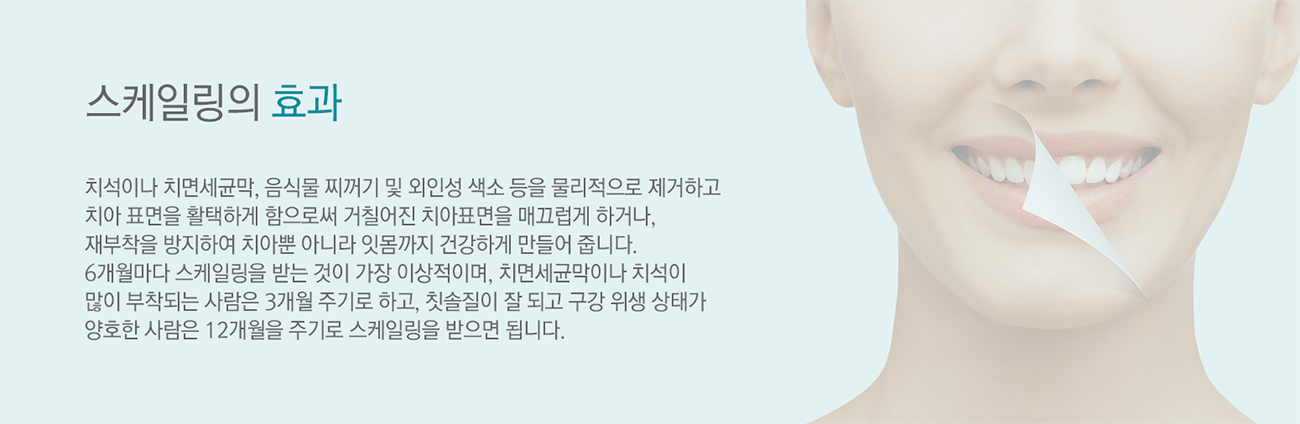 스케일링의 효과
치석이나 치면세균막, 음식물 찌꺼기 및 외인성 색소 등을 물리적으로 제거하고
치아 표면을 활택하게 함으로써 거칠어진 치아표면을 매끄럽게 하거나,
재부착을 방지하여 치아뿐 아니라 잇몸까지 건강하게 만들어 줍니다.
6개월마다 스케일링을 받는 것이 가장 이상적이며, 치면세균막이나 치석이
많이 부착되는 사람은 3개월 주기로 하고, 칫솔질이 잘 되고 구강 위생 상태가
양호한 사람은 12개월을 주기로 스케일링을 받으면 됩니다.